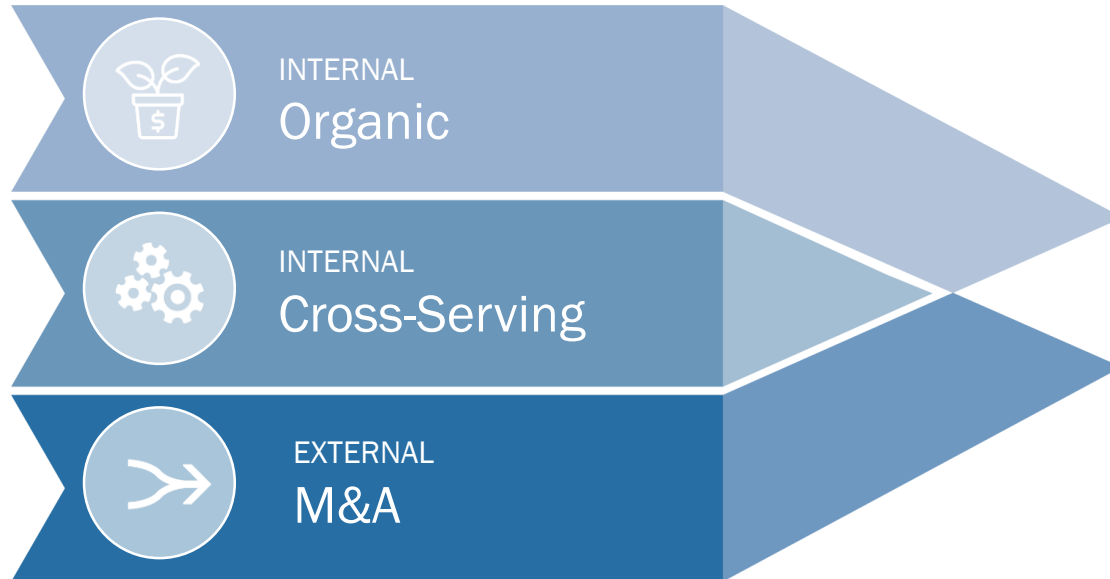 $
INTERNAL
Organic
INTERNAL
Cross-Serving
EXTERNAL
M&A